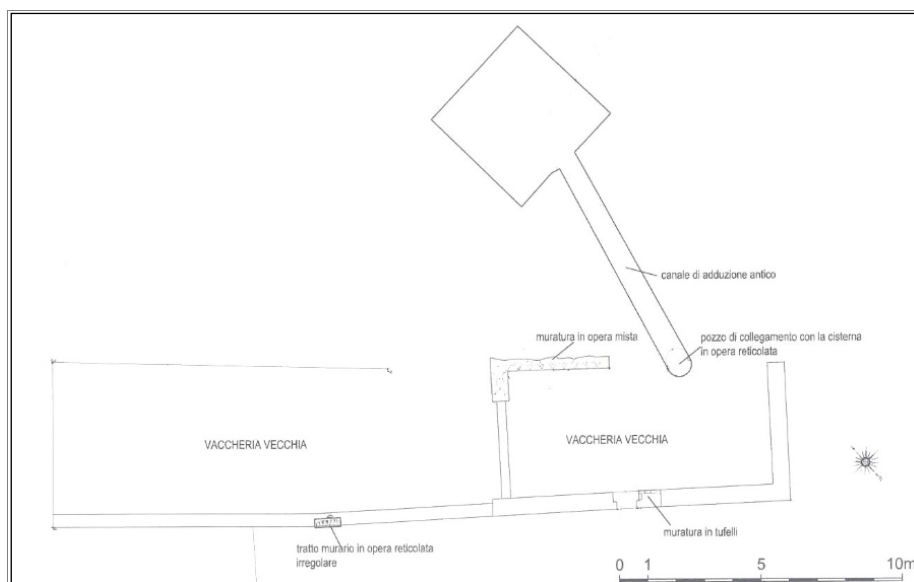 canale di adduzione antico
muratura in opera mista
pozzo di collegamento con la cisterna
in opera reticolata
VACCHERIA VECCHIA
VACCHERIA VECCHIA
muratura in tufelli
tratto murario in opera reticolata
irregolare
0 1 5 10m